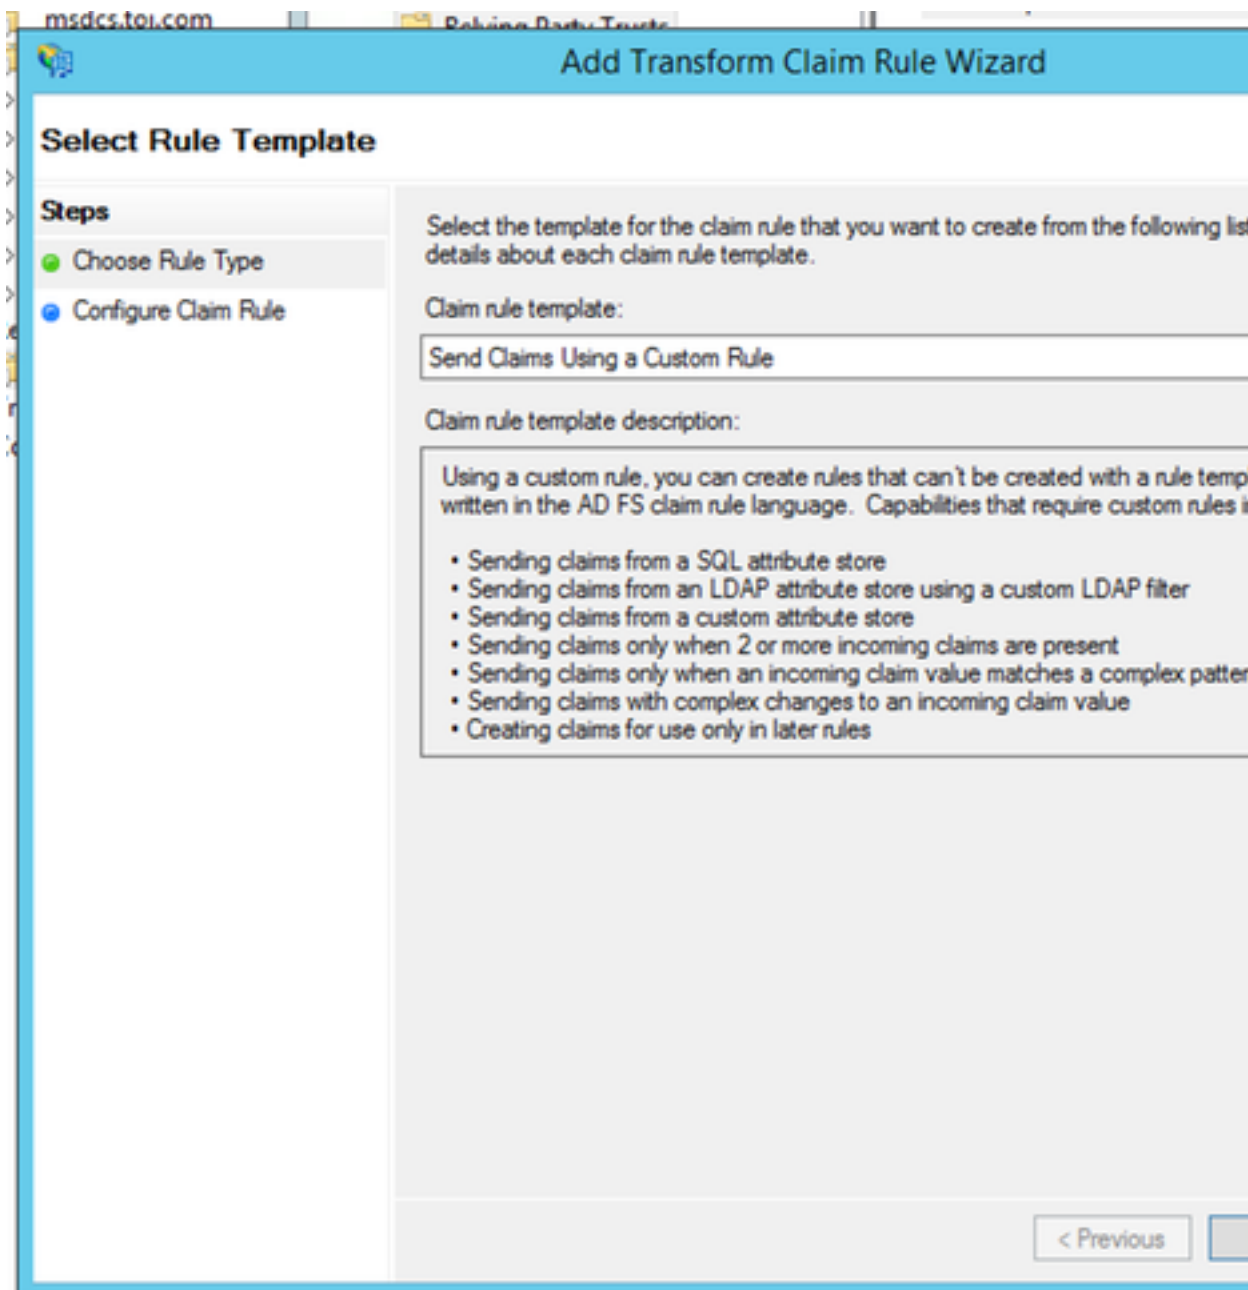 msdcs.toi.com
Relying Party Trusts
Add Transform Claim Rule Wizard
Select Rule Template
Steps
Choose Rule Type
Configure Claim Rule
Select the template for the claim rule that you want to create from the following list
details about each claim rule template.
Claim rule template:
Send Claims Using a Custom Rule
Claim rule template description:
Using a custom rule, you can create rules that can't be created with a rule temp
written in the AD FS claim rule language. Capabilities that require custom rules i
• Sending claims from a SQL attribute store
• Sending claims from an LDAP attribute store using a custom LDAP filter
• Sending claims from a custom attribute store
• Sending claims only when 2 or more incoming claims are present
• Sending claims only when an incoming claim value matches a complex patter
• Sending claims with complex changes to an incoming claim value
• Creating claims for use only in later rules
< Previous